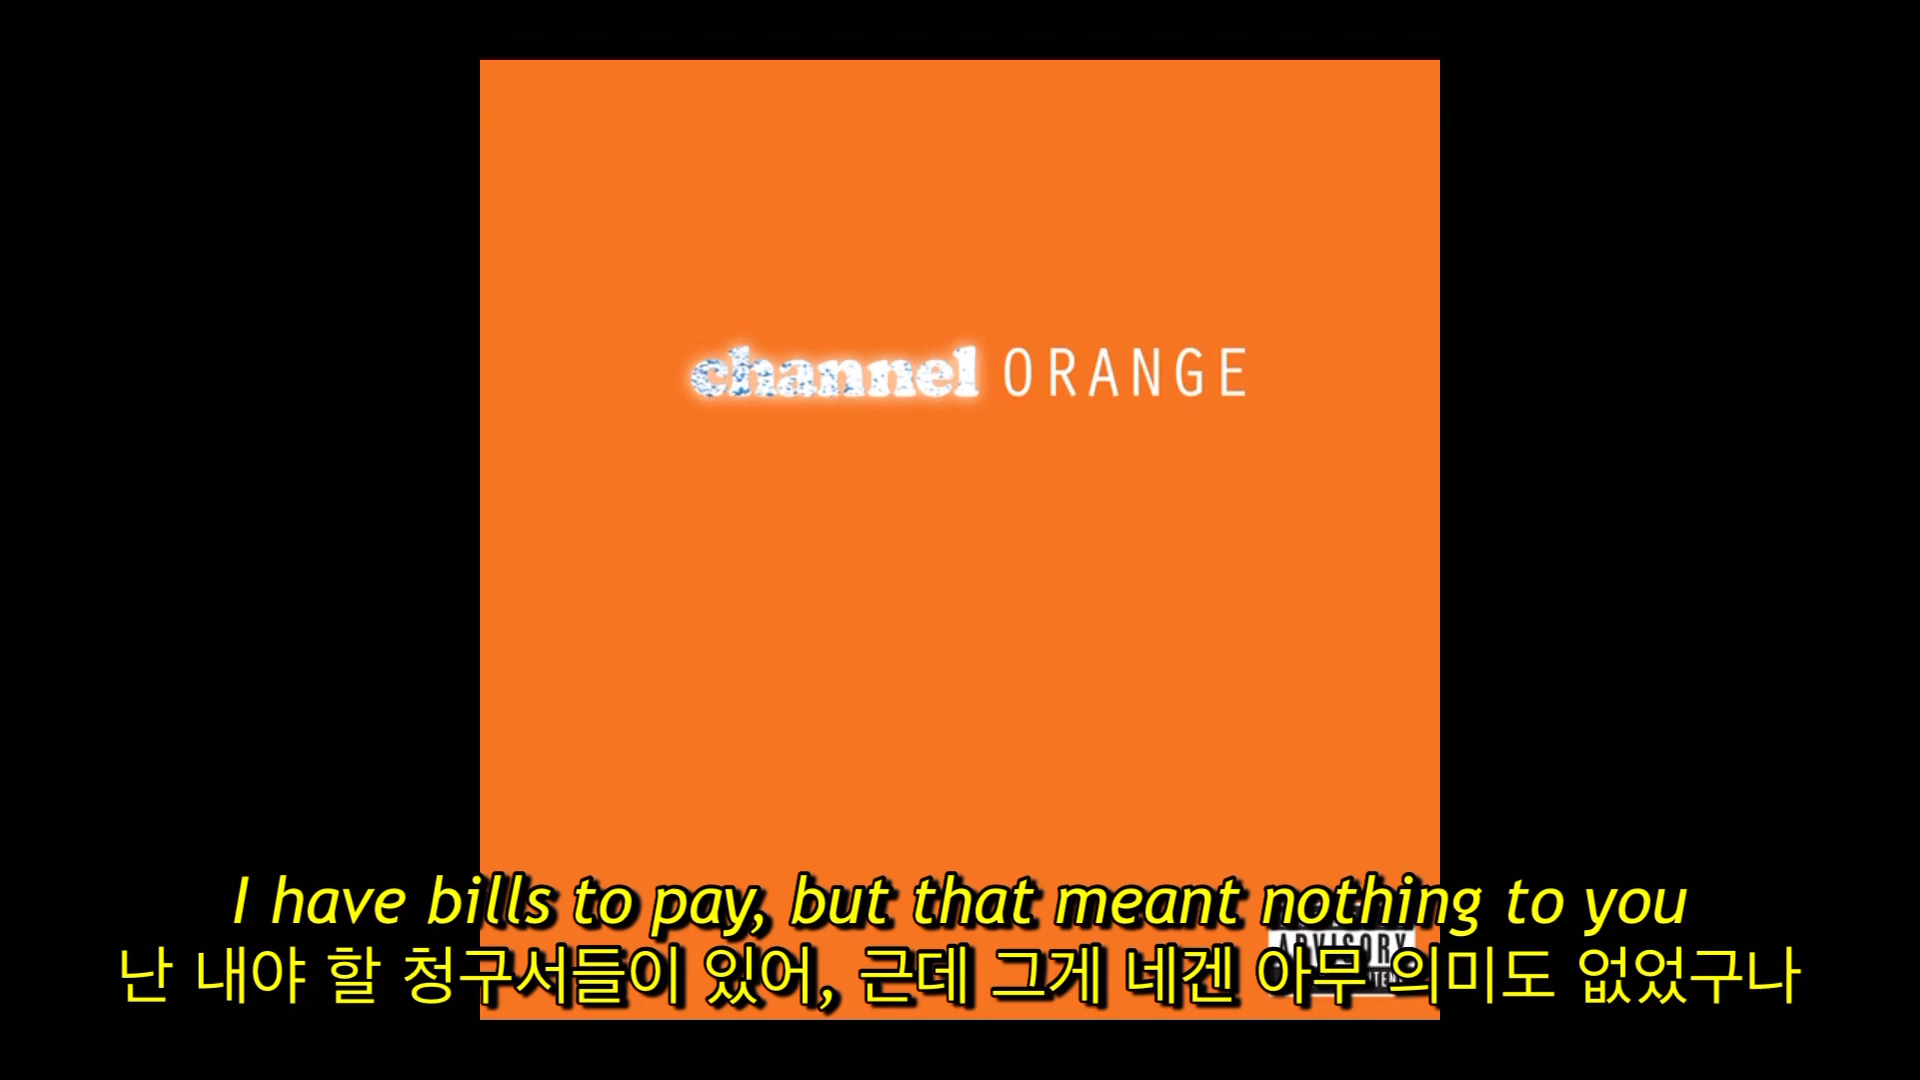 channel ORANGE
I have bills to pay, but that meant nothing to you
ADVISORY
난 내야 할 청구서들이 있어, 근데 그게 네겐 아무 의미도 없었구나